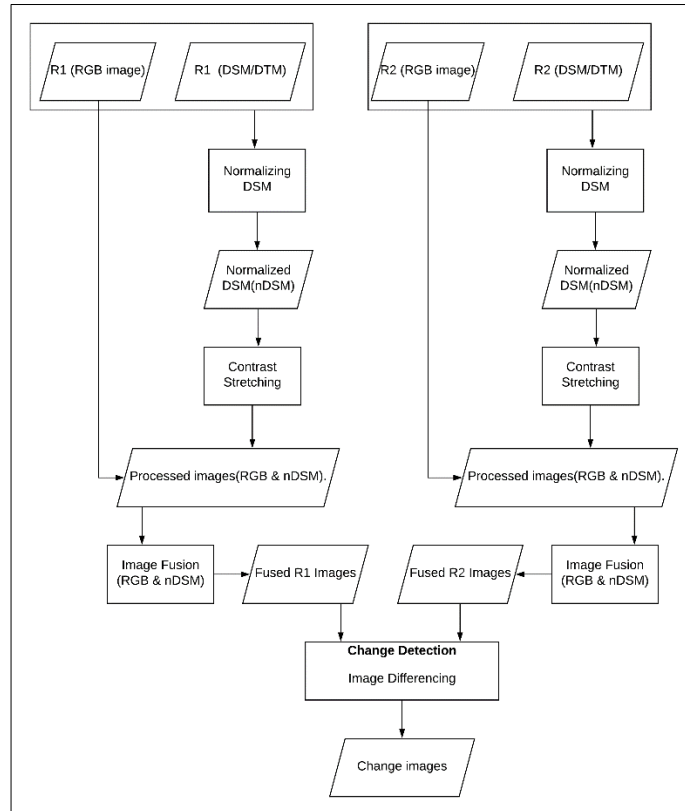 R1 (RGB image)
R1 (DSM/DTM)
R2 (RGB image)
R2 (DSM/DTM)
Normalizing
DSM
Normalizing
DSM
Normalized
DSM(nDSM)
Normalized
DSM(nDSM)
Contrast
Stretching
Contrast
Stretching
Processed images(RGB & nDSM).
Processed images(RGB & nDSM).
Image Fusion
(RGB & nDSM)
Fused R1 Images
Fused R2 Images
Image Fusion
(RGB & nDSM)
Change Detection
Image Differencing
Change images